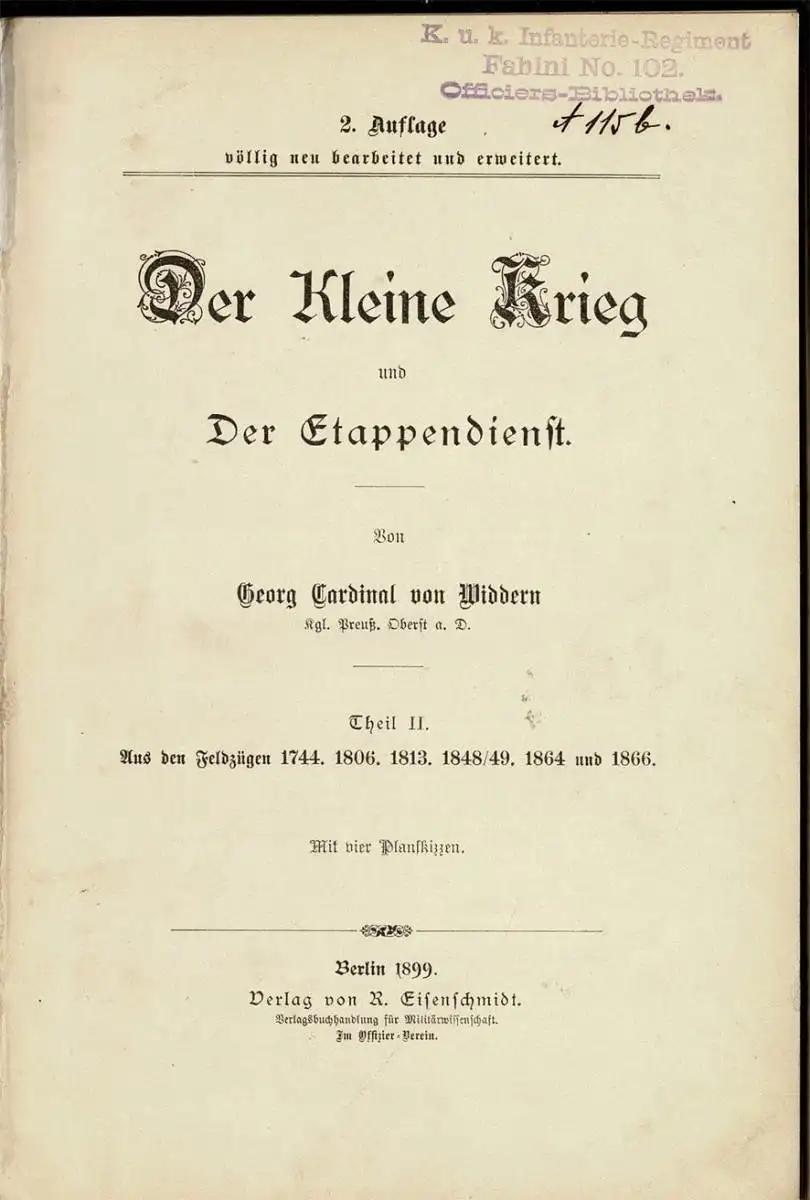 K. u. k. Infanterie-Regiment
Fabini No. 102.
Officiers-Bibliothek.
A 115 b.
2. Auflage
völlig neu bearbeitet und erweitert.
Der Kleine Krieg
und
Der Etappendienst.
Von
Georg Cardinal von Widdern
Kgl. Preuß. Oberst a. D.
Theil II.
Aus den Feldzügen 1744. 1806. 1813. 1848/49. 1864 und 1866.
Mit vier Planskizzen.
Berlin 1899.
Verlag von R. Eisenschmidt.
Verlagsbuchhandlung für Militärwissenschaft.
Im Offizier-Verein.